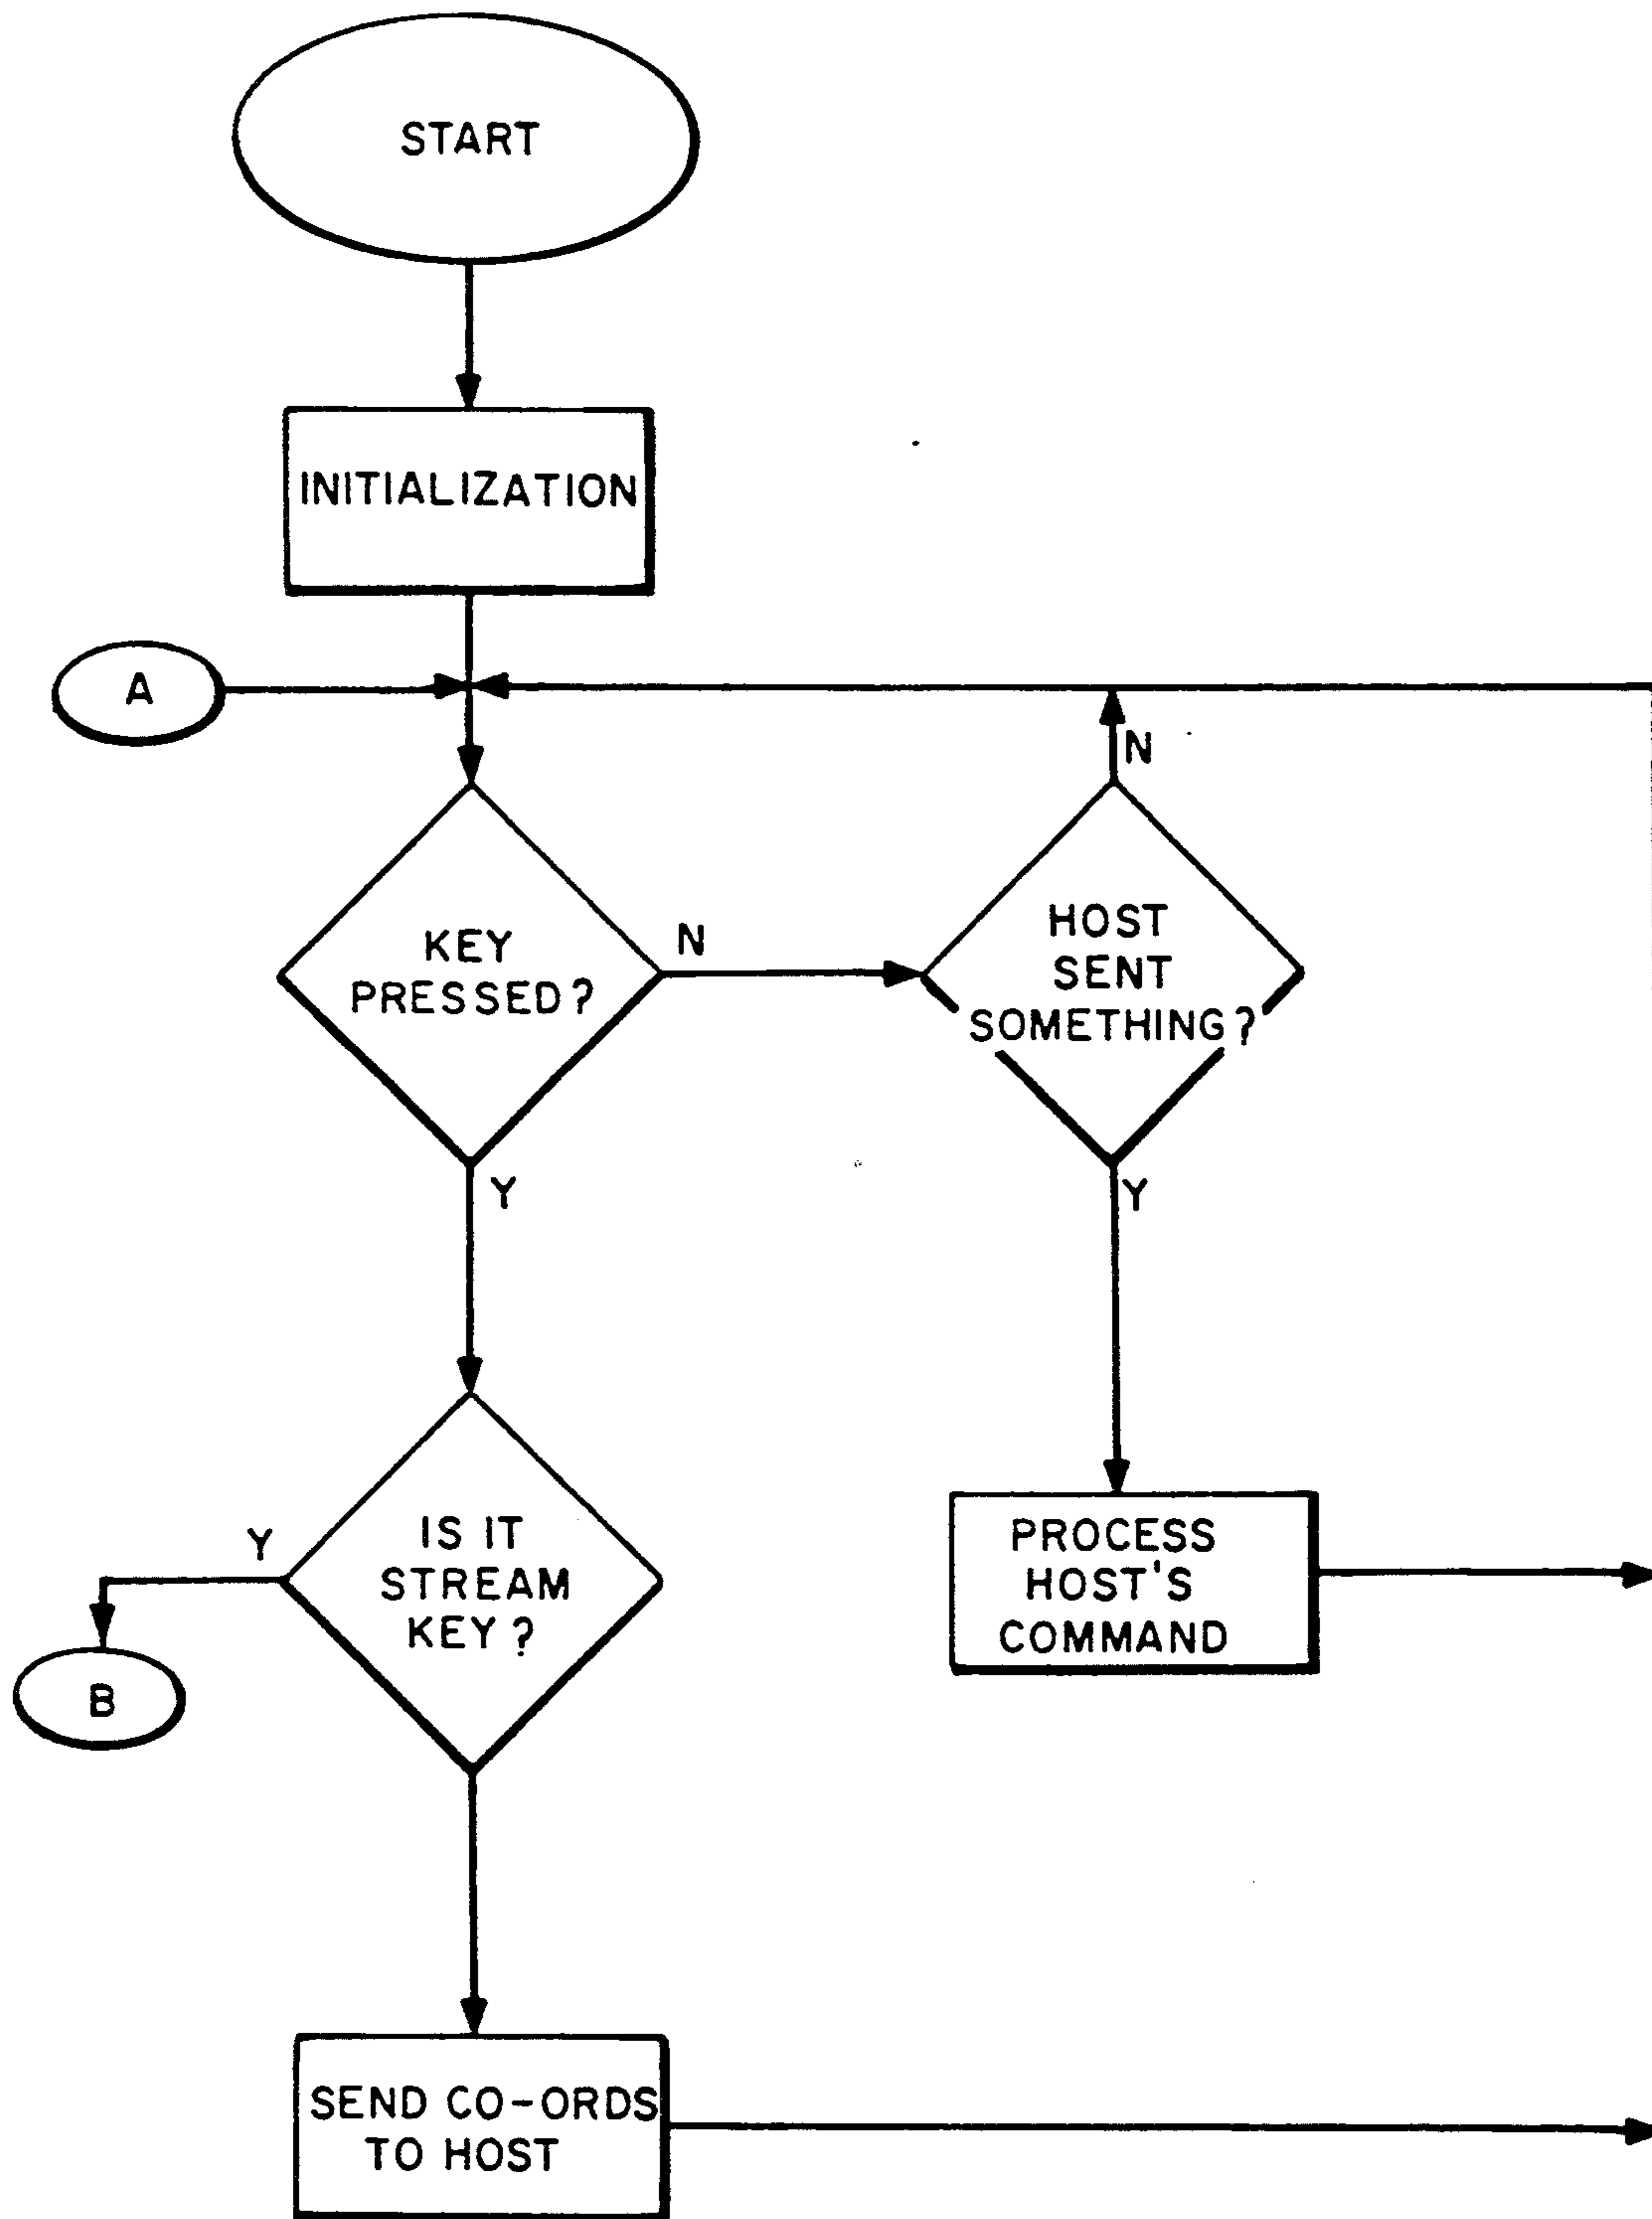 START
INITIALIZATION
A
N
KEY
PRESSED?
N
HOST
SENT
SOMETHING?
Y
Y
IS IT
STREAM
KEY?
Y
B
PROCESS
HOST'S
COMMAND
SEND CO-ORDS
TO HOST